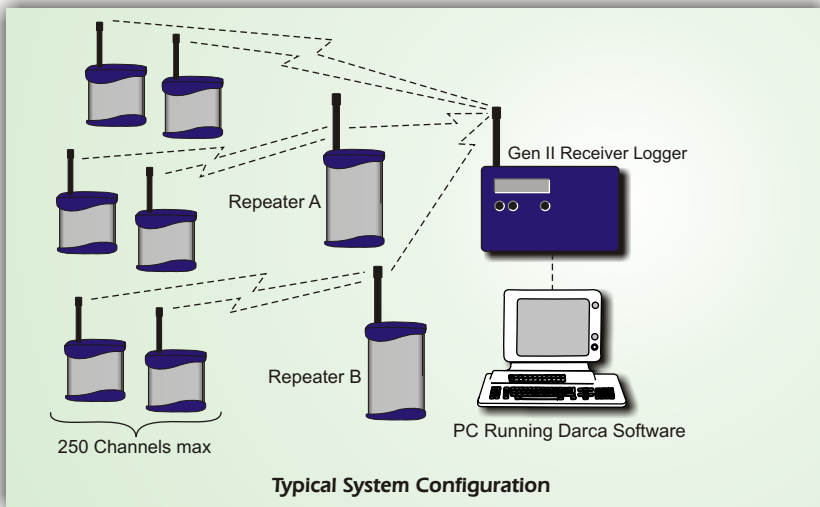 Gen II Receiver Logger
Repeater A
Repeater B
PC Running Darca Software
250 Channels max
Typical System Configuration